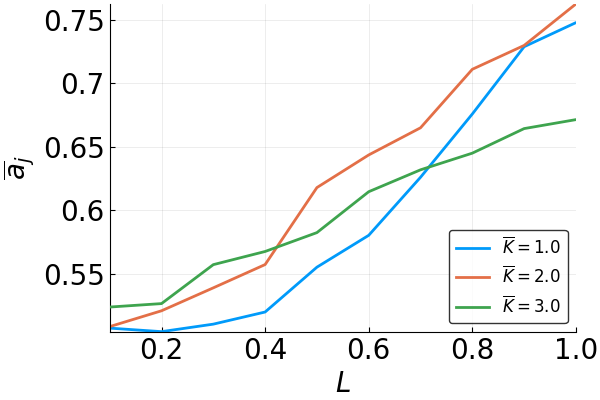 0.75
0.7
0.65
0.6
0.55
a̅ⱼ
0.2 0.4 0.6 0.8 1.0
L
K̅ = 1.0
K̅ = 2.0
K̅ = 3.0